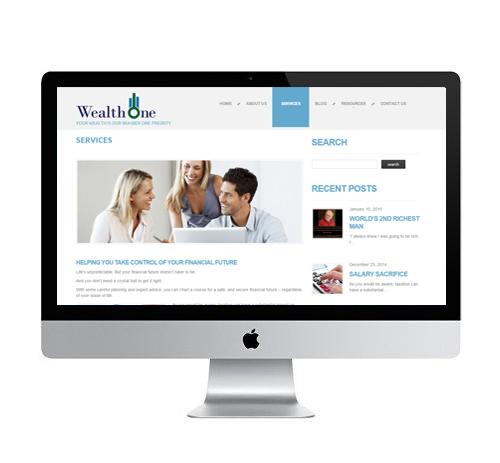 Wealth One
YOUR WEALTH IS OUR NUMBER ONE PRIORITY
HOME
ABOUT US
SERVICES
BLOG
RESOURCES
CONTACT US
SERVICES
HELPING YOU TAKE CONTROL OF YOUR FINANCIAL FUTURE
Life's unpredictable. But your financial future doesn't have to be.
And you don't need a crystal ball to get it right.
With some careful planning and expert advice, you can chart a course for a safe, and secure financial future – regardless
of your stage of life.
SEARCH
search
RECENT POSTS
January 10, 2015
WORLD'S 2ND RICHEST
MAN
"I always knew I was going to be rich.
I...
December 23, 2014
SALARY SACRIFICE
As you would be aware, taxation can
have a substantial...